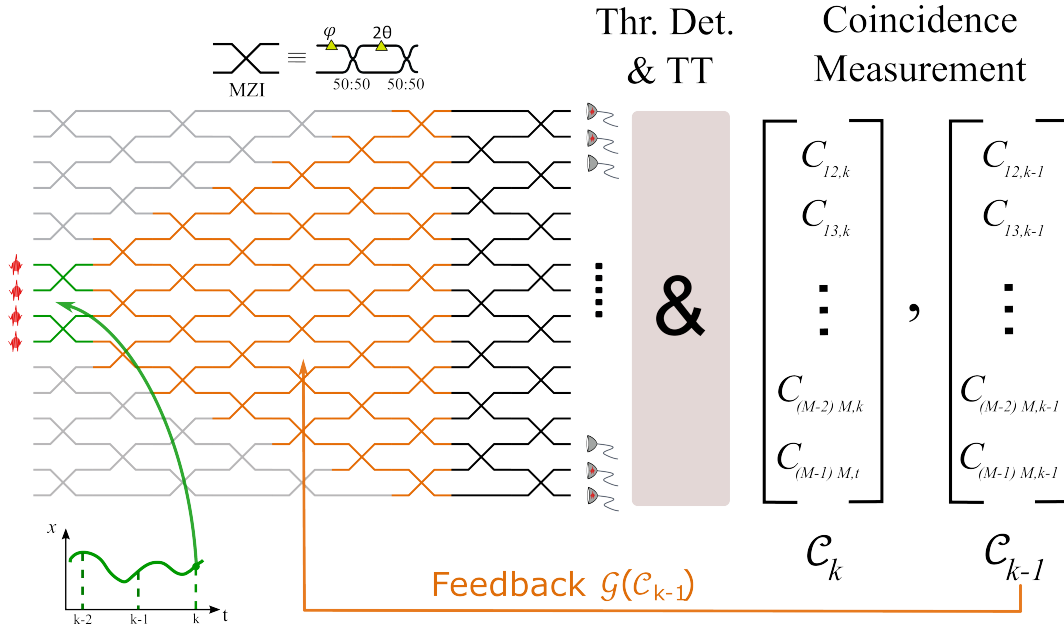 φ
2θ
≡
MZI
50:50 50:50
Thr. Det.
& TT
Coincidence
Measurement
&
C12,k
C13,k
C(M-2) M,k
C(M-1) M,t
,
C12,k-1
C13,k-1
C(M-2) M,k-1
C(M-1) M,k-1
𝒞k
𝒞k-1
x
k-2
k-1
k
t
Feedback 𝒢(𝒞k-1)